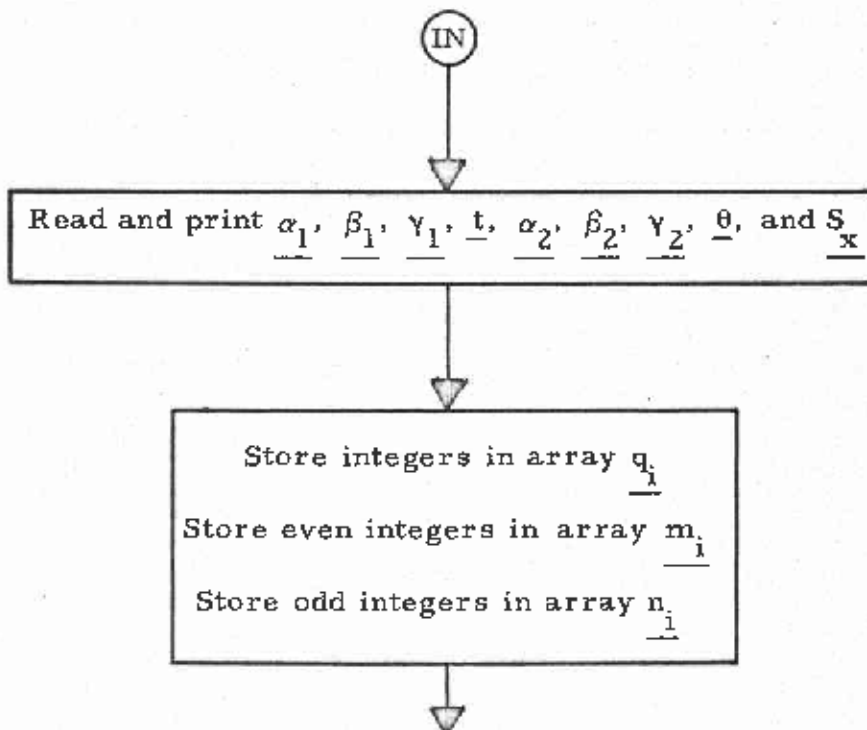 IN
Read and print α₁, β₁, γ₁, t, α₂, β₂, γ₂, θ, and Sₓ
Store integers in array qᵢ
Store even integers in array mᵢ
Store odd integers in array nᵢ